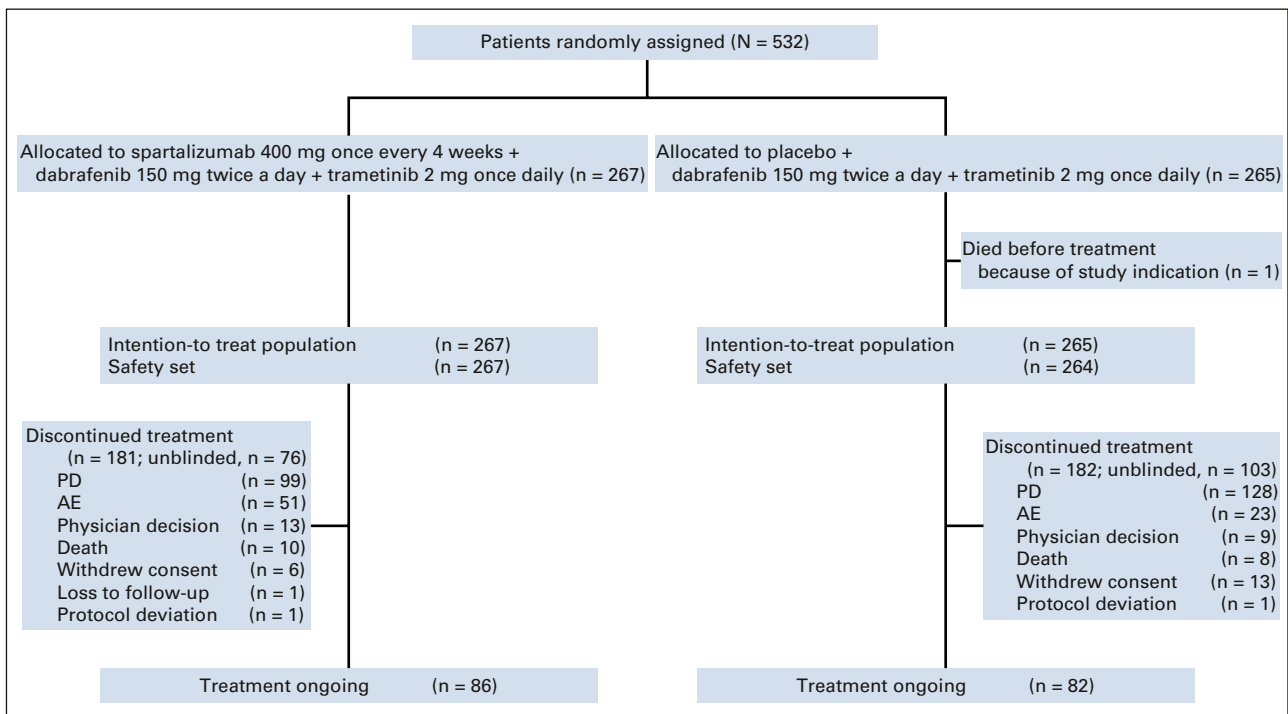 Patients randomly assigned (N = 532)
Allocated to spartalizumab 400 mg once every 4 weeks +
dabrafenib 150 mg twice a day + trametinib 2 mg once daily (n = 267)
Allocated to placebo +
dabrafenib 150 mg twice a day + trametinib 2 mg once daily (n = 265)
Died before treatment
because of study indication (n = 1)
Intention-to treat population (n = 267)
Safety set (n = 267)
Intention-to-treat population (n = 265)
Safety set (n = 264)
Discontinued treatment
(n = 181; unblinded, n = 76)
PD (n = 99)
AE (n = 51)
Physician decision (n = 13)
Death (n = 10)
Withdrew consent (n = 6)
Loss to follow-up (n = 1)
Protocol deviation (n = 1)
Discontinued treatment
(n = 182; unblinded, n = 103)
PD (n = 128)
AE (n = 23)
Physician decision (n = 9)
Death (n = 8)
Withdrew consent (n = 13)
Protocol deviation (n = 1)
Treatment ongoing (n = 86)
Treatment ongoing (n = 82)